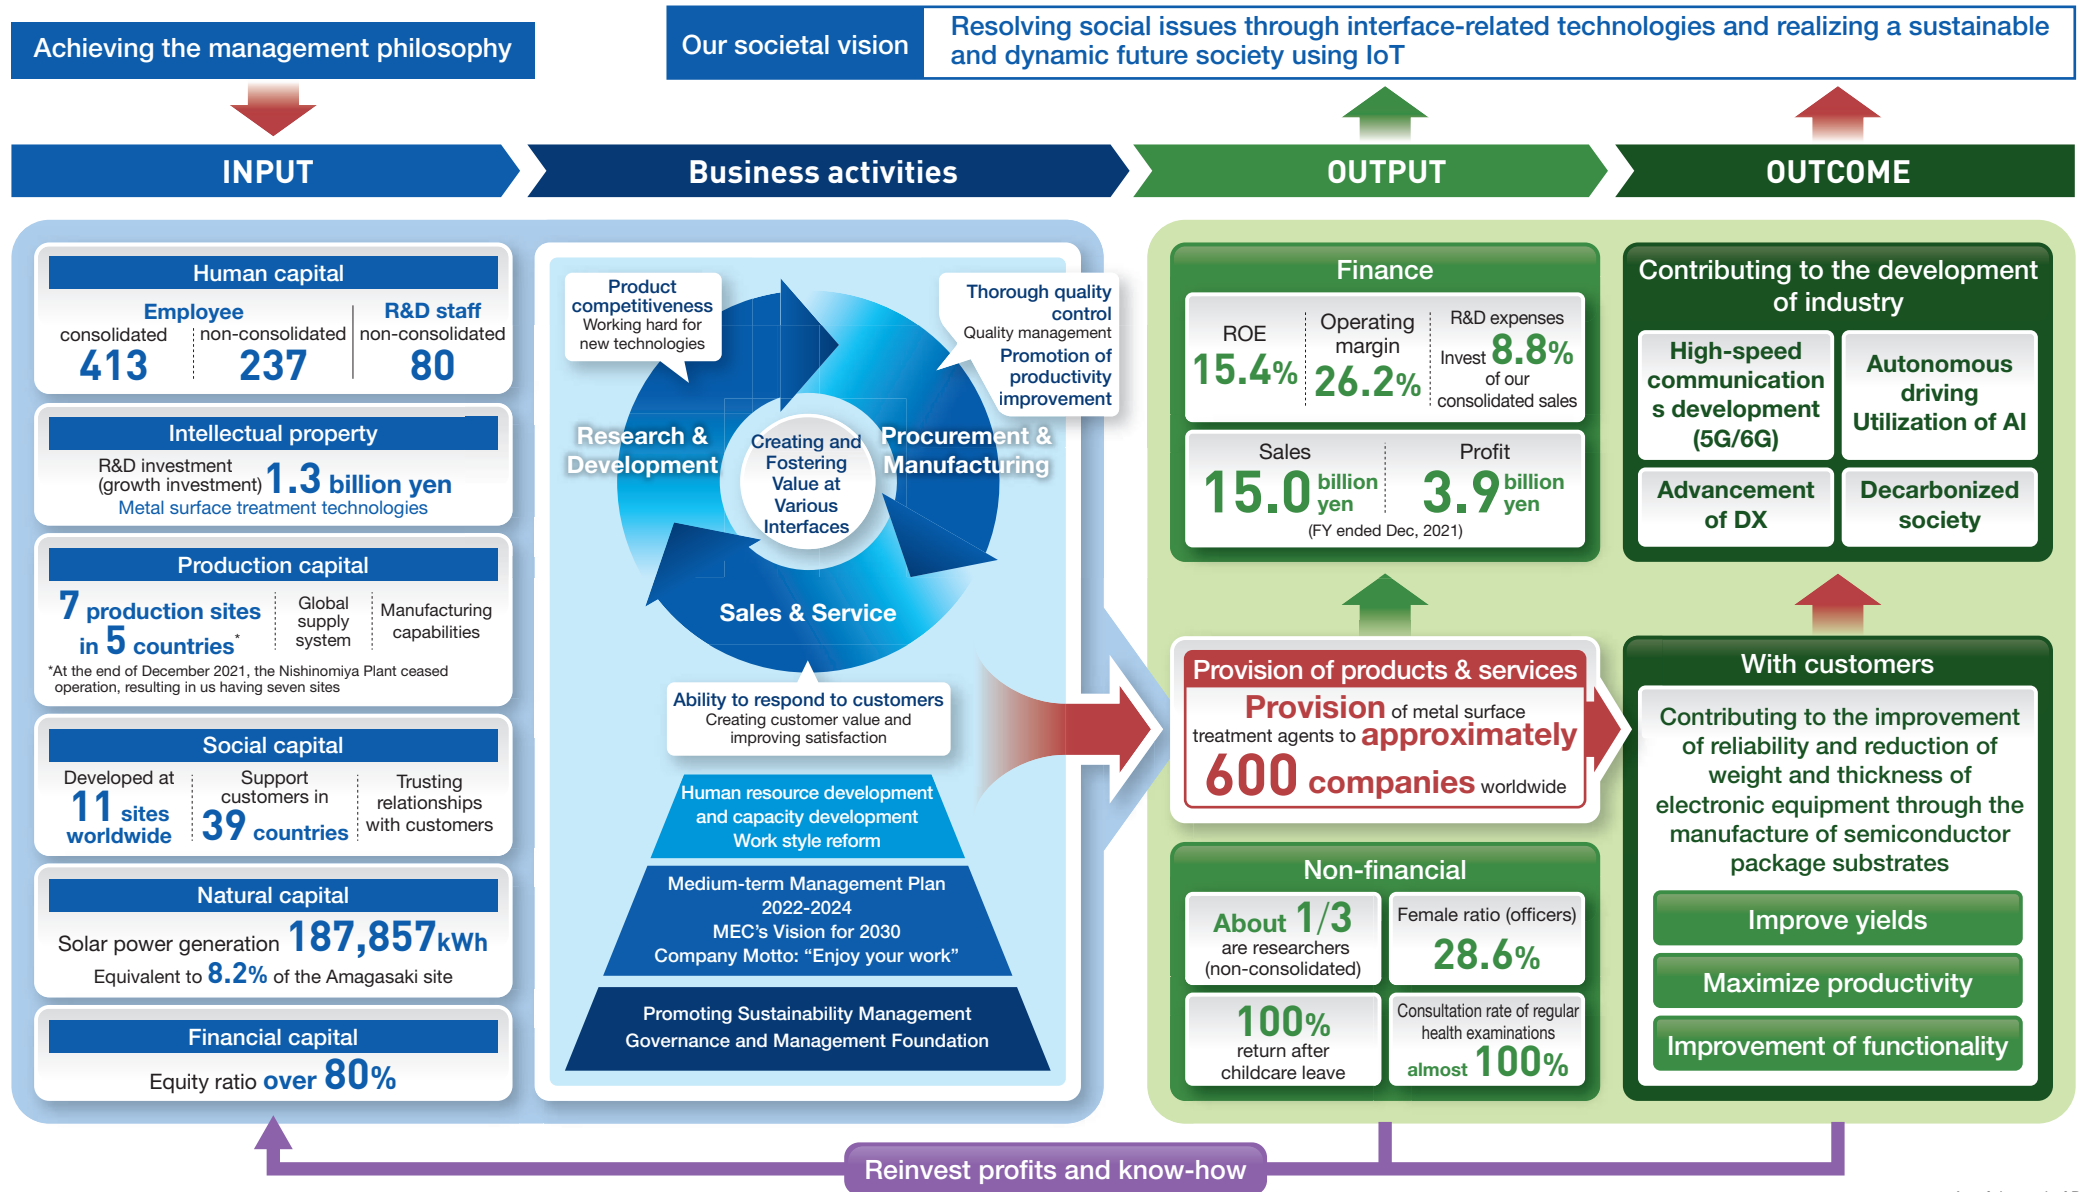 Achieving the management philosophy
Our societal vision
Resolving social issues through interface-related technologies and realizing a sustainable
and dynamic future society using IoT
INPUT
Business activities
OUTPUT
OUTCOME
Human capital
Employee
consolidated
413
non-consolidated
237
R&D staff
non-consolidated
80
Intellectual property
R&D investment
(growth investment) 1.3 billion yen
Metal surface treatment technologies
Production capital
7 production sites
in 5 countries*
Global
supply
system
Manufacturing
capabilities
*At the end of December 2021, the Nishinomiya Plant ceased
operation, resulting in us having seven sites
Social capital
Developed at
11 sites
worldwide
Support
customers in
39 countries
Trusting
relationships
with customers
Natural capital
Solar power generation 187,857kWh
Equivalent to 8.2% of the Amagasaki site
Financial capital
Equity ratio over 80%
Product
competitiveness
Working hard for
new technologies
Thorough quality
control
Quality management
Promotion of
productivity
improvement
Research &
Development
Creating and
Fostering
Value at
Various
Interfaces
Procurement &
Manufacturing
Sales & Service
Ability to respond to customers
Creating customer value and
improving satisfaction
Human resource development
and capacity development
Work style reform
Medium-term Management Plan
2022-2024
MEC's Vision for 2030
Company Motto: “Enjoy your work”
Promoting Sustainability Management
Governance and Management Foundation
Finance
ROE
15.4%
Operating
margin
26.2%
R&D expenses
Invest 8.8%
of our
consolidated sales
Sales
15.0 billion
yen
Profit
3.9 billion
yen
(FY ended Dec, 2021)
Provision of products & services
Provision of metal surface
treatment agents to approximately
600 companies worldwide
Non-financial
About 1/3
are researchers
(non-consolidated)
Female ratio (officers)
28.6%
100%
return after
childcare leave
Consultation rate of regular
health examinations
almost 100%
Contributing to the development
of industry
High-speed
communication
s development
(5G/6G)
Autonomous
driving
Utilization of AI
Advancement
of DX
Decarbonized
society
With customers
Contributing to the improvement
of reliability and reduction of
weight and thickness of
electronic equipment through the
manufacture of semiconductor
package substrates
Improve yields
Maximize productivity
Improvement of functionality
Reinvest profits and know-how